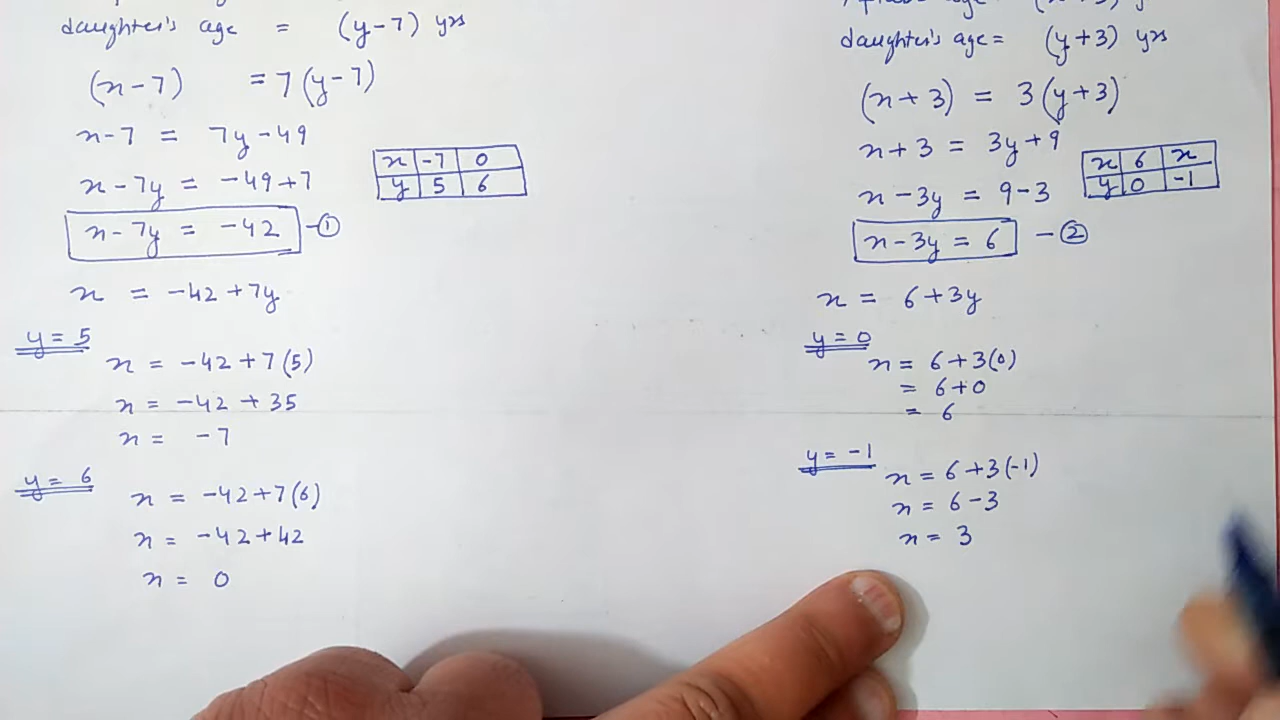 daughter's age = (y-7) yrs
(x-7) = 7(y-7)
x-7 = 7y-49
x-7y = -49+7
x-7y = -42 -①
x -7 0
y 5 6
x = -42+7y
y = 5
x = -42+7(5)
x = -42+35
x = -7
y = 6
x = -42+7(6)
x = -42+42
x = 0
daughter's age = (y+3) yrs
(x+3) = 3(y+3)
x+3 = 3y+9
x-3y = 9-3
x-3y = 6 -②
x 6 x
y 0 -1
x = 6+3y
y = 0
x = 6+3(0)
= 6+0
= 6
y = -1
x = 6+3(-1)
x = 6-3
x = 3